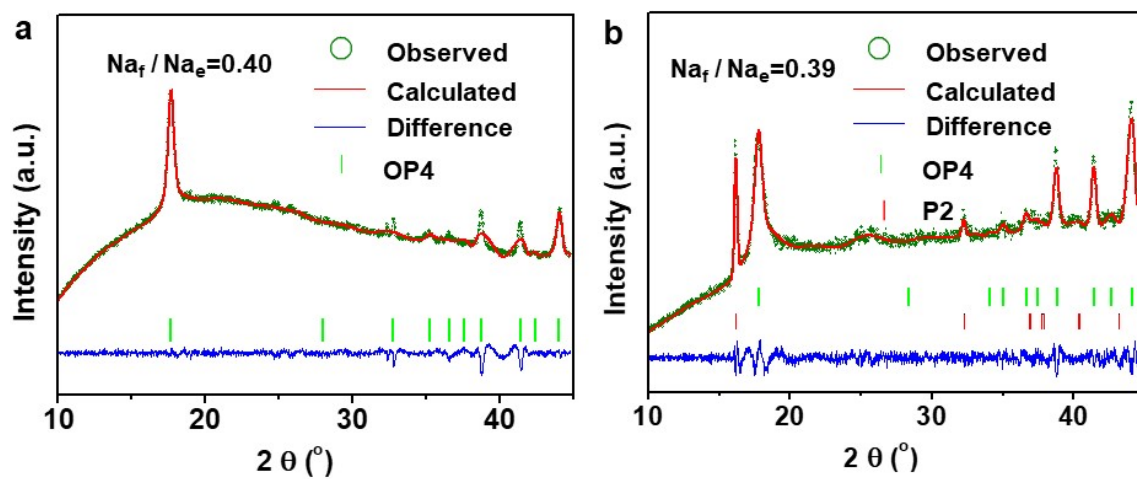 a
Observed
Na_f / Na_e=0.40
Calculated
Difference
OP4
Intensity (a.u.)
10
20
30
40
2 θ (°)
b
Observed
Na_f / Na_e=0.39
Calculated
Difference
OP4
P2
Intensity (a.u.)
10
20
30
40
2 θ (°)